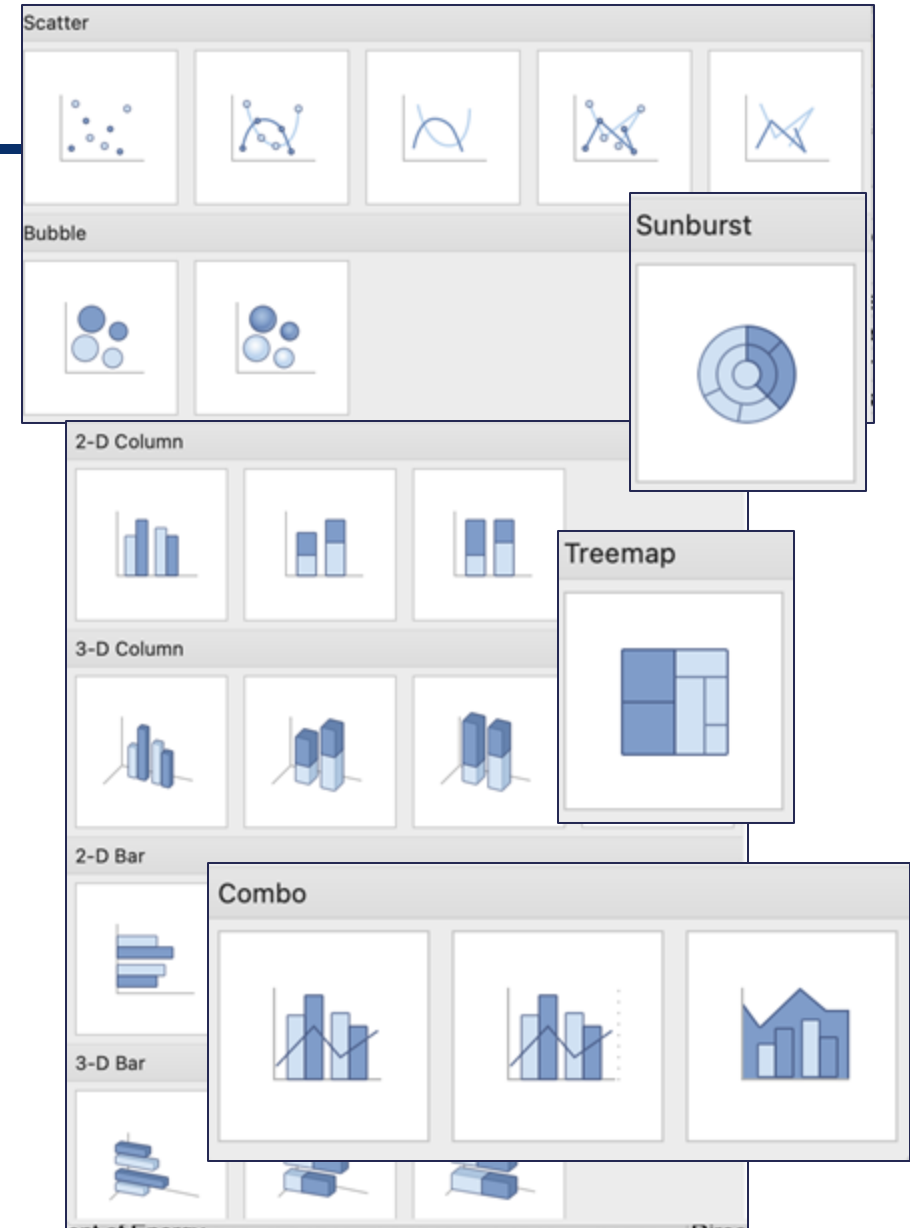 Scatter
Bubble
Sunburst
2-D Column
Treemap
3-D Column
2-D Bar
Combo
3-D Bar